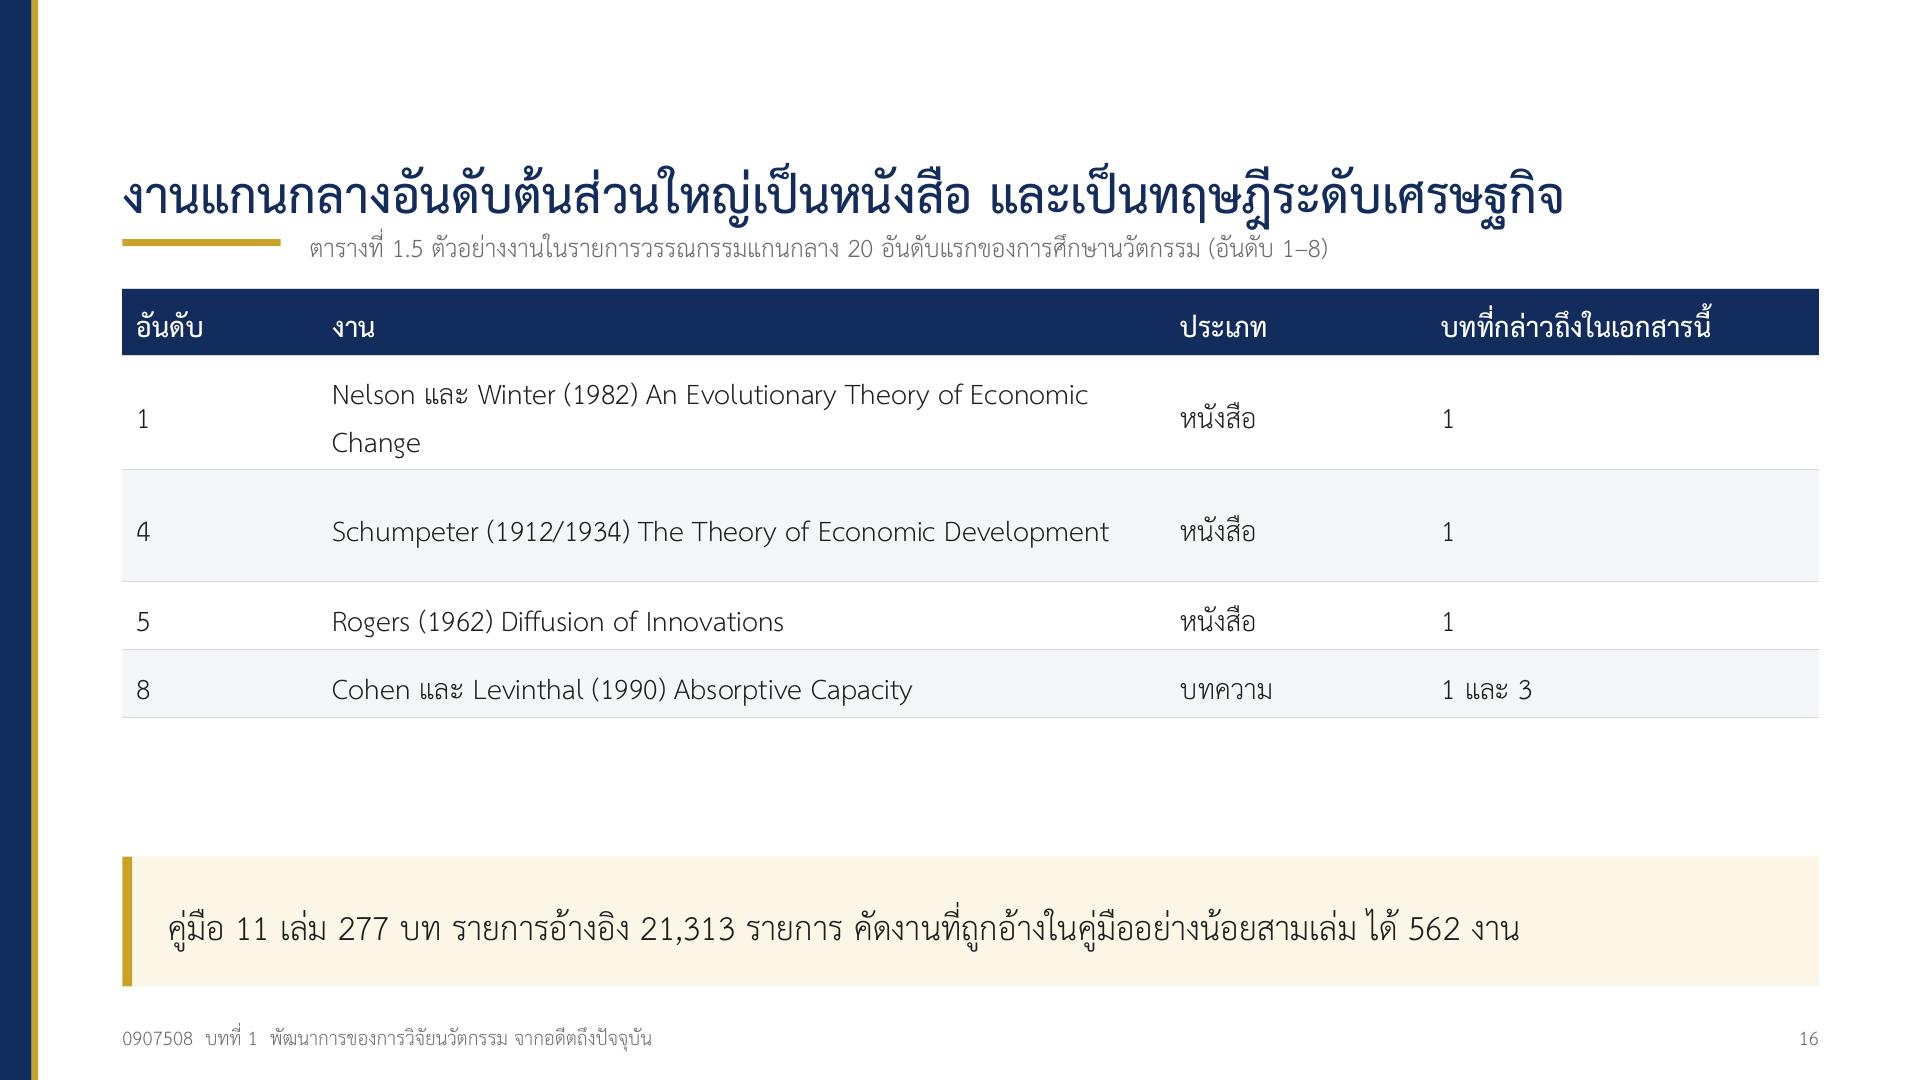 งานแกนกลางอันดับต้นส่วนใหญ่เป็นหนังสือ และเป็นทฤษฎีระดับเศรษฐกิจ
ตารางที่ 1.5 ตัวอย่างงานในรายการวรรณกรรมแกนกลาง 20 อันดับแรกของการศึกษานวัตกรรม (อันดับ 1–8)
อันดับ งาน ประเภท บทที่กล่าวถึงในเอกสารนี้
1 Nelson และ Winter (1982) An Evolutionary Theory of Economic
Change หนังสือ 1
4 Schumpeter (1912/1934) The Theory of Economic Development หนังสือ 1
5 Rogers (1962) Diffusion of Innovations หนังสือ 1
8 Cohen และ Levinthal (1990) Absorptive Capacity บทความ 1 และ 3
คู่มือ 11 เล่ม 277 บท รายการอ้างอิง 21,313 รายการ คัดงานที่ถูกอ้างในคู่มืออย่างน้อยสามเล่ม ได้ 562 งาน
0907508 บทที่ 1 พัฒนาการของการวิจัยนวัตกรรม จากอดีตถึงปัจจุบัน 16